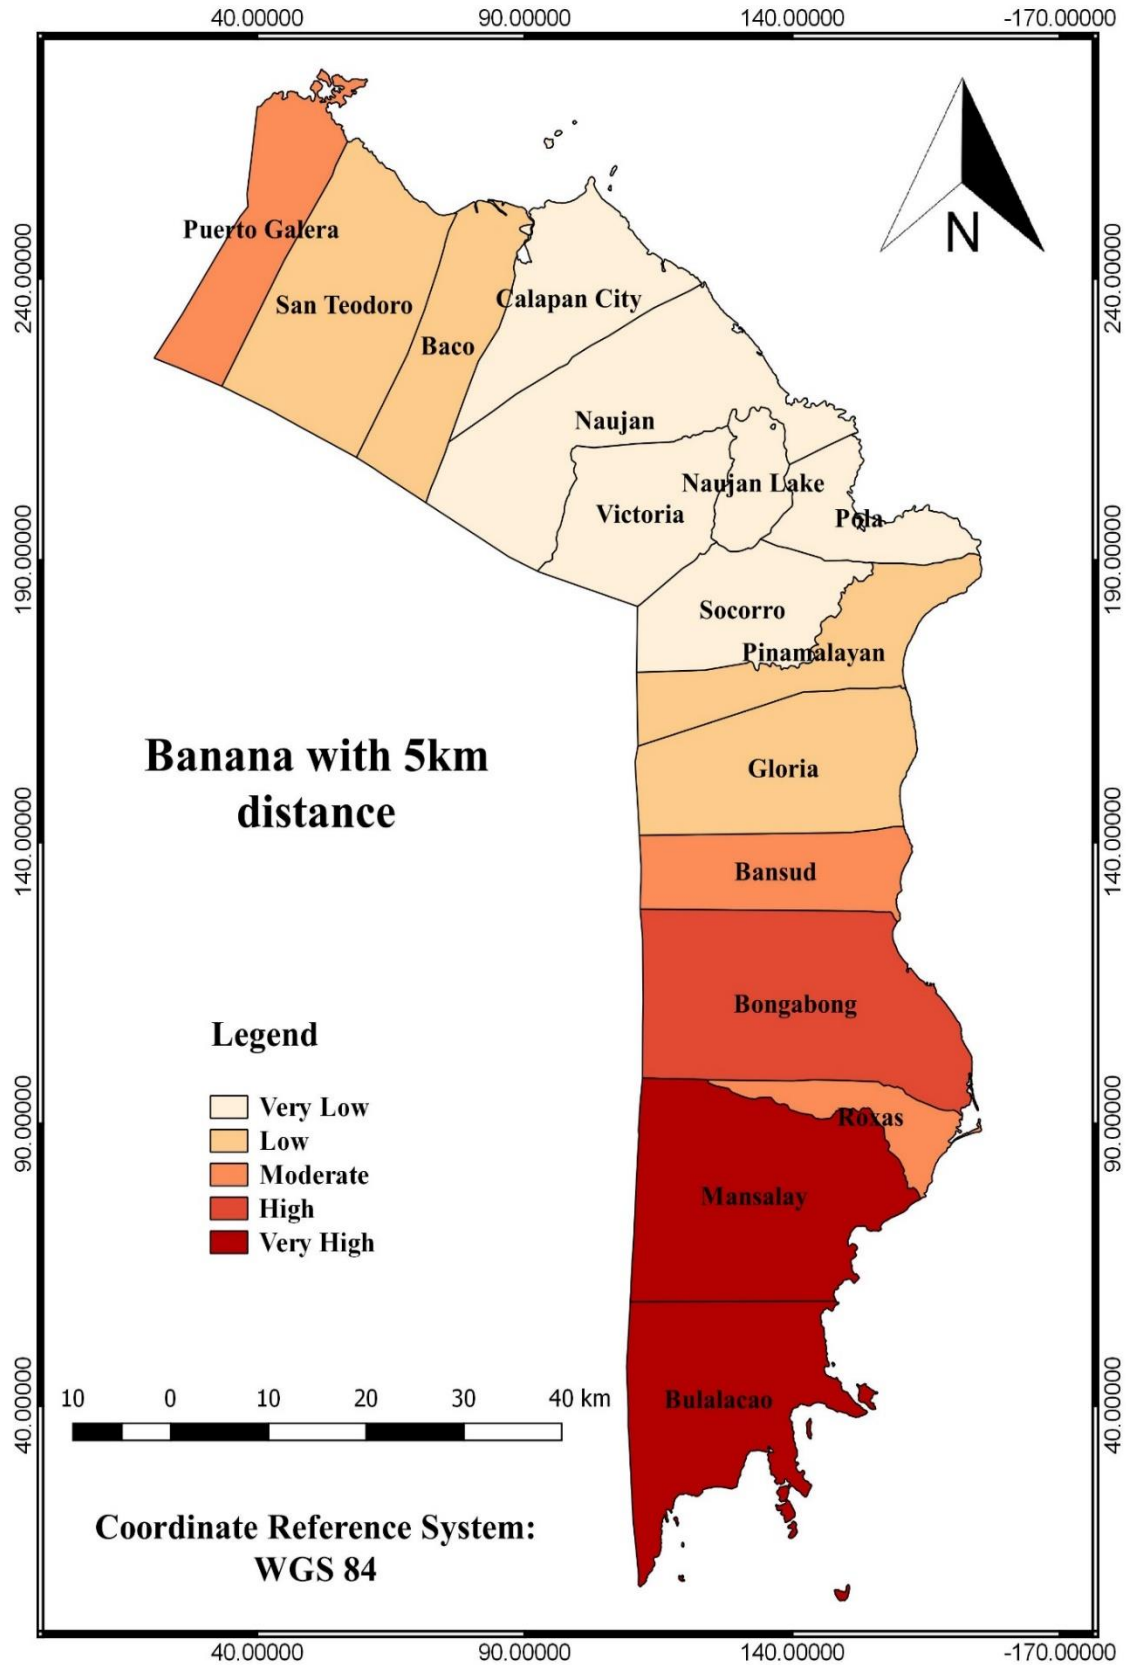 40.00000 90.00000 140.00000 -170.00000
N
Puerto Galera
240.00000 240.00000
San Teodoro
Calapan City
Baco
Naujan
Naujan Lake
Victoria
Pola
190.00000 190.00000
Socorro
Pinamalayan
Banana with 5km
distance
Gloria
140.00000 140.00000
Bansud
Bongabong
Legend
Very Low
Low
Moderate
High
Very High
90.00000 90.00000
Roxas
Mansalay
10 0 10 20 30 40 km
Bulalacao
40.00000 40.00000
Coordinate Reference System:
WGS 84
40.00000 90.00000 140.00000 -170.00000